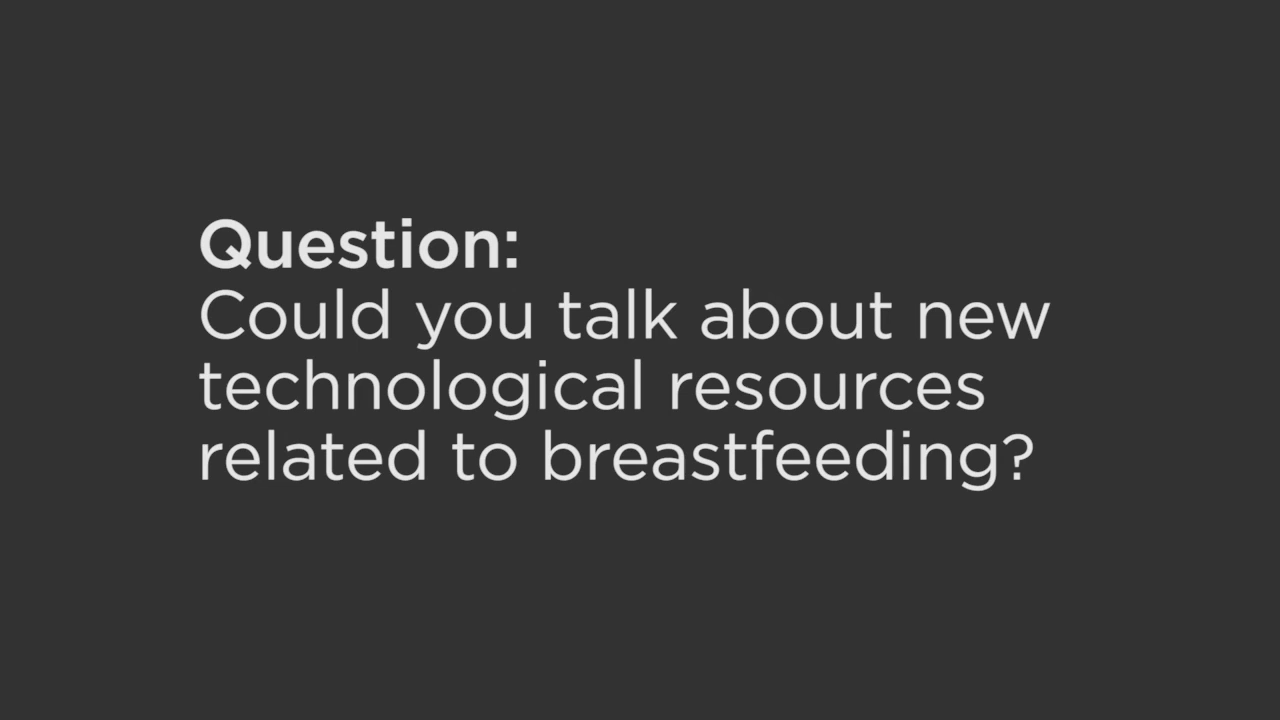 Question:
Could you talk about new
technological resources
related to breastfeeding?